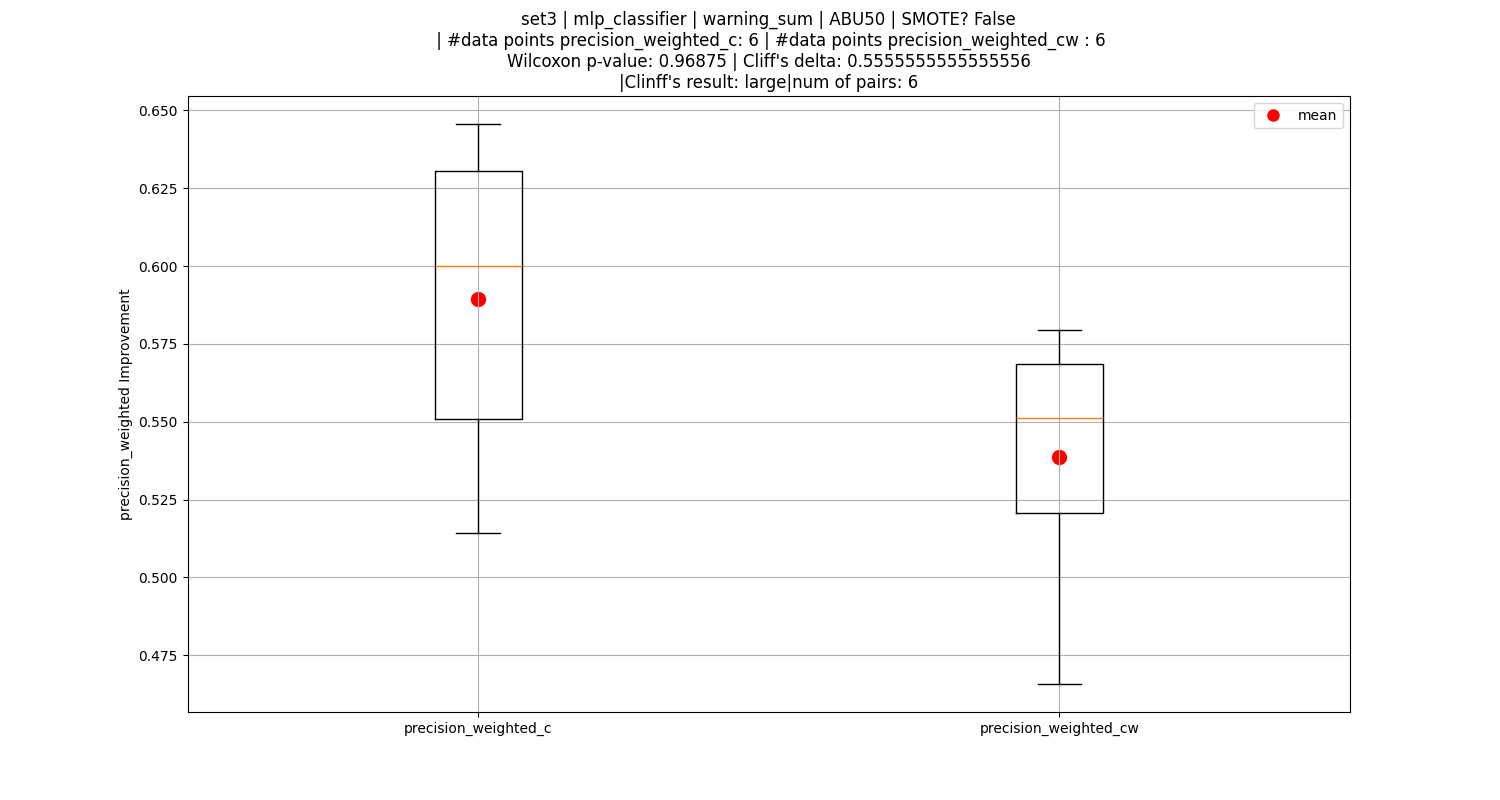 set3 | mlp_classifier | warning_sum | ABU50 | SMOTE? False
| #data points precision_weighted_c: 6 | #data points precision_weighted_cw : 6
Wilcoxon p-value: 0.96875 | Cliff's delta: 0.5555555555555556
|Clinff's result: large|num of pairs: 6
mean
0.650
0.625
0.600
0.575
0.550
0.525
0.500
0.475
precision_weighted Improvement
precision_weighted_c
precision_weighted_cw